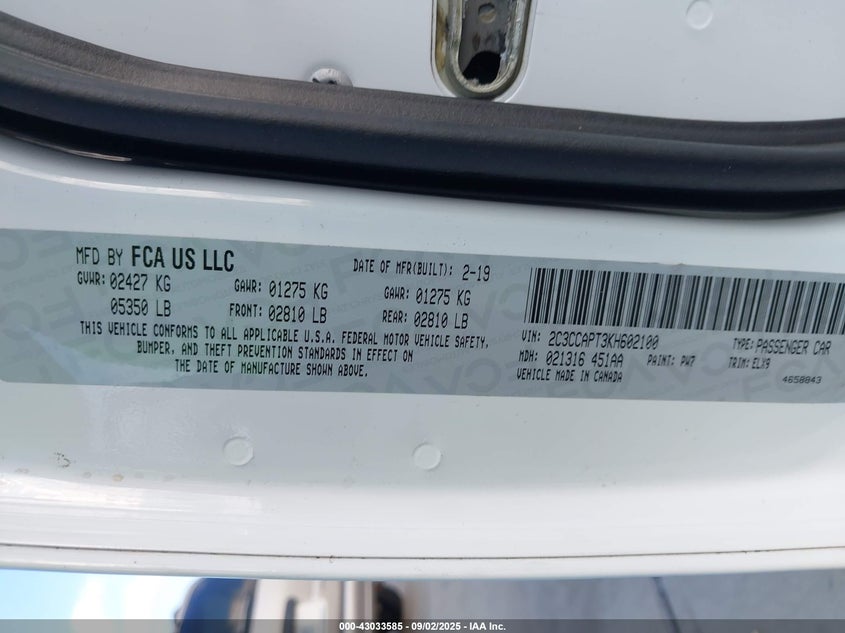 MFD BY FCA US LLC
DATE OF MFR(BUILT): 2-19
GVWR: 02427 KG
05350 LB
GAWR: 01275 KG
FRONT: 02810 LB
GAWR: 01275 KG
REAR: 02810 LB
THIS VEHICLE CONFORMS TO ALL APPLICABLE U.S.A. FEDERAL MOTOR VEHICLE SAFETY,
BUMPER, AND THEFT PREVENTION STANDARDS IN EFFECT ON
THE DATE OF MANUFACTURE SHOWN ABOVE.
VIN: 2C3CCAPT3KH602100
TYPE: PASSENGER CAR
MDH: 021316 451AA
PAINT: PW7
TRIM: ELX9
VEHICLE MADE IN CANADA
4658843
000-43033585 - 09/02/2025 - IAA Inc.